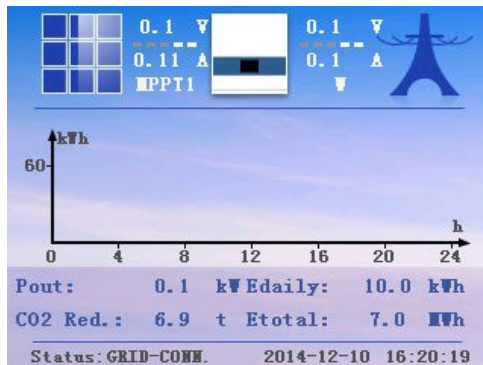 0.1 V 0.1 V
0.11 A 0.1 A
MPPT1 W
kWh
60
h
0 4 8 12 16 20 24
Pout: 0.1 kW Edaily: 10.0 kWh
CO2 Red.: 6.9 t Etotal: 7.0 MWh
Status:GRID-CONN. 2014-12-10 16:20:19